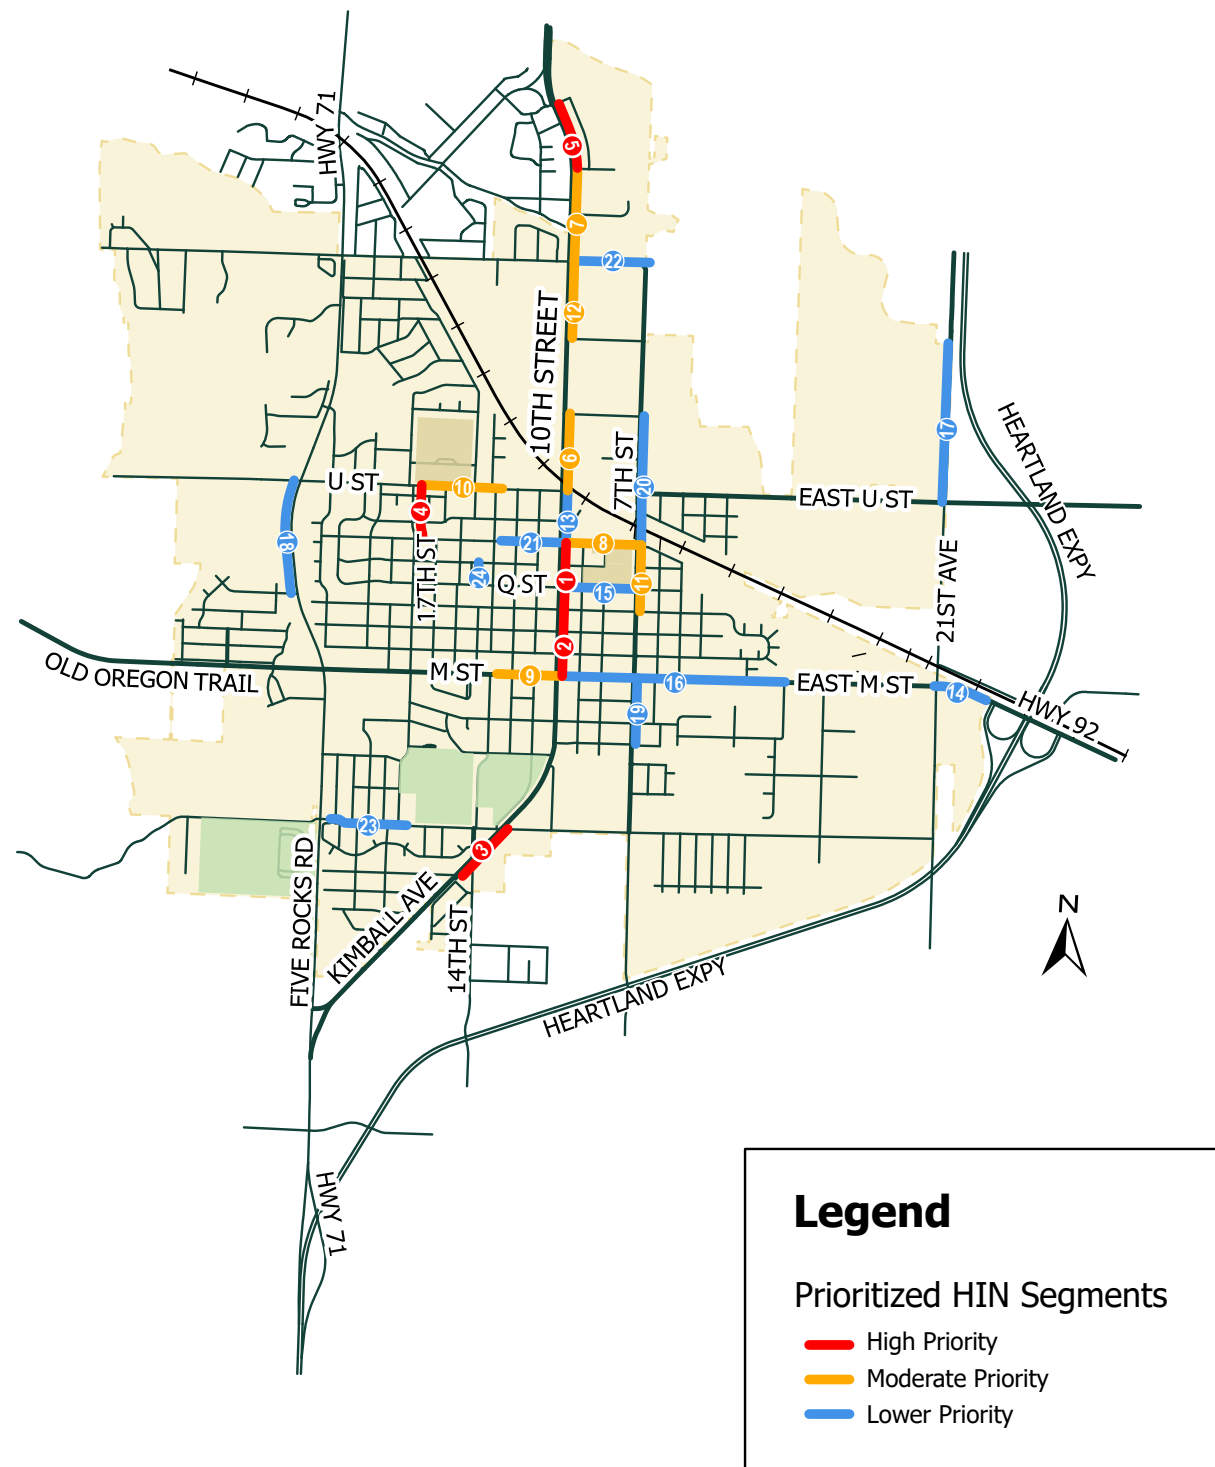 HWY 71
5
7
22
10TH STREET
12
HEARTLAND EXPY
17
7TH ST
6
U ST
10
20
EAST U ST
4
13
18
21
8
17TH ST
24
Q ST
1
15
11
21ST AVE
2
OLD OREGON TRAIL
M ST
9
16
EAST M ST
14
HWY 92
19
23
3
FIVE ROCKS RD
KIMBALL AVE
14TH ST
N
HEARTLAND EXPY
HWY 71
Legend
Prioritized HIN Segments
High Priority
Moderate Priority
Lower Priority